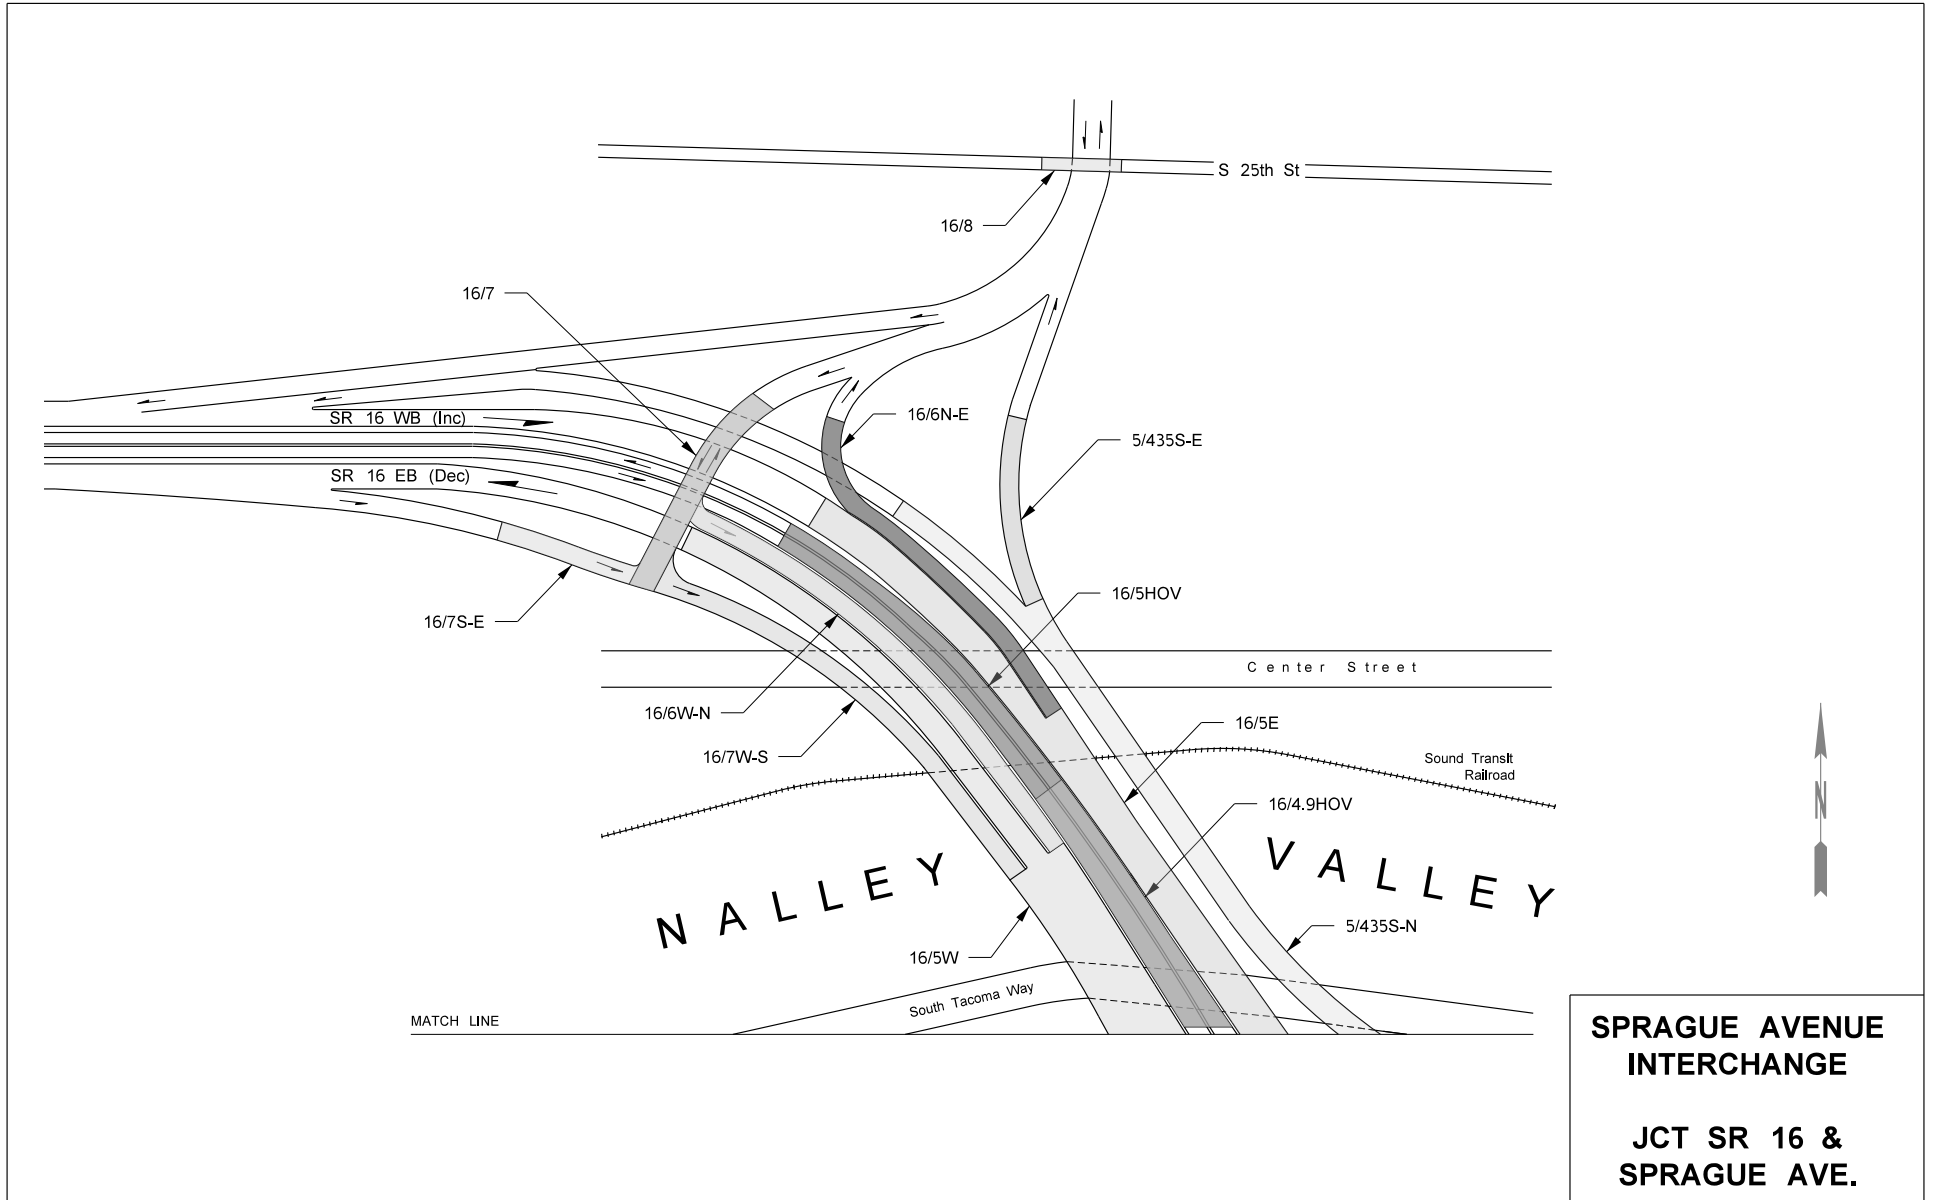 S 25th St
16/8
16/7
SR 16 WB (Inc)
16/6N-E
5/435S-E
SR 16 EB (Dec)
16/5HOV
16/7S-E
Center Street
16/6W-N
16/5E
16/7W-S
Sound Transit
Railroad
16/4.9HOV
N
NALLEY VALLEY
5/435S-N
16/5W
South Tacoma Way
MATCH LINE
SPRAGUE AVENUE
INTERCHANGE
JCT SR 16 &
SPRAGUE AVE.